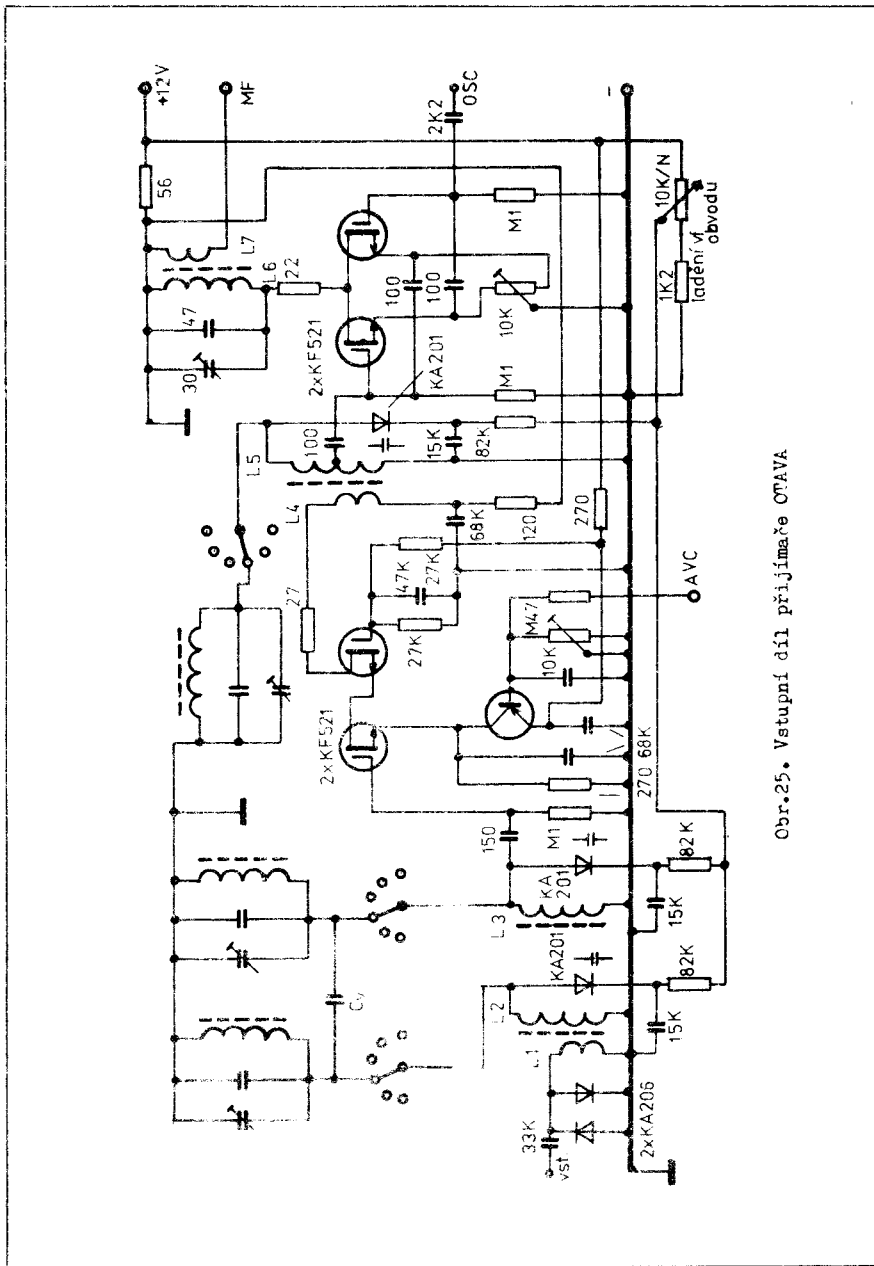 +12V
56
MF
L7
L6
22
47
30
2xKF521
100
100
2K2
OSC
M1
10K
10K/N
1K2
ladění vf
obvodu
KA201
M1
L5
100
15K
82K
L4
68K
120
270
27
47K
27K
27K
AVC
M47
10K
2xKF521
270
68K
150
M1
KA
201
L3
82K
15K
KA201
L2
82K
15K
L1
33K
vst
2xKA206
-
Obr.25. Vstupní díl přijímače OTAVA